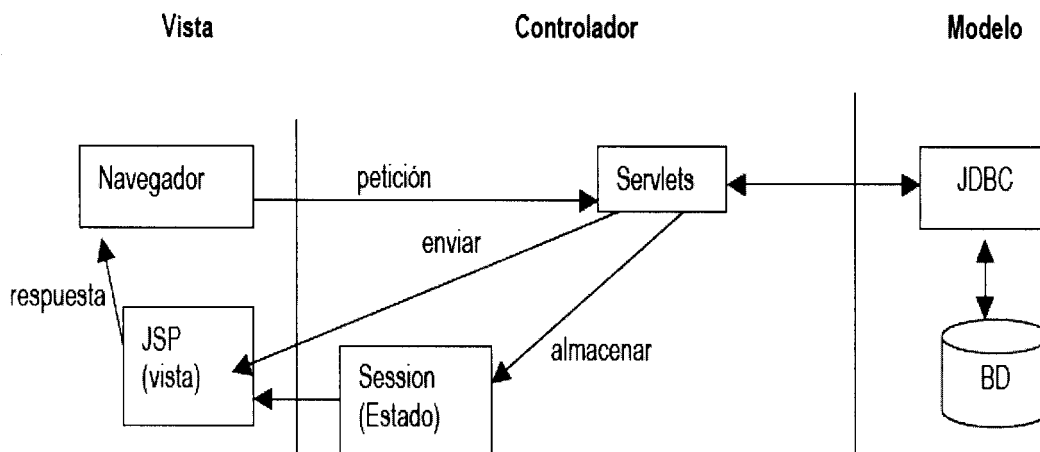 Vista
Controlador
Modelo
Navegador
petición
Servlets
JDBC
enviar
respuesta
JSP
(vista)
almacenar
Session
(Estado)
BD